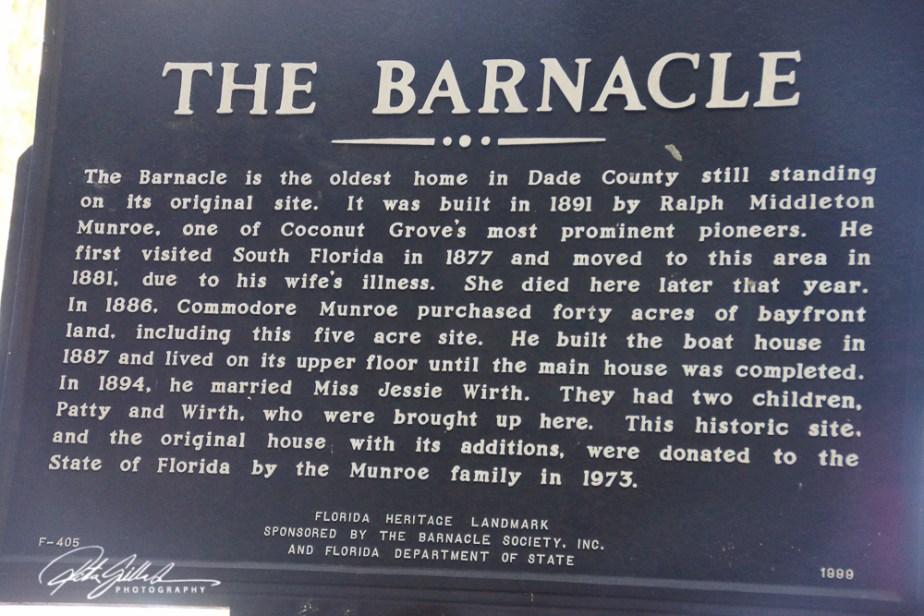 THE BARNACLE
The Barnacle is the oldest home in Dade County still standing
on its original site. It was built in 1891 by Ralph Middleton
Munroe, one of Coconut Grove's most prominent pioneers. He
first visited South Florida in 1877 and moved to this area in
1881, due to his wife's illness. She died here later that year.
In 1886, Commodore Munroe purchased forty acres of bayfront
land, including this five acre site. He built the boat house in
1887 and lived on its upper floor until the main house was completed.
In 1894, he married Miss Jessie Wirth. They had two children,
Patty and Wirth, who were brought up here. This historic site,
and the original house with its additions, were donated to the
State of Florida by the Munroe family in 1973.
FLORIDA HERITAGE LANDMARK
SPONSORED BY THE BARNACLE SOCIETY, INC.
AND FLORIDA DEPARTMENT OF STATE
F-405
1999
PHOTOGRAPHY